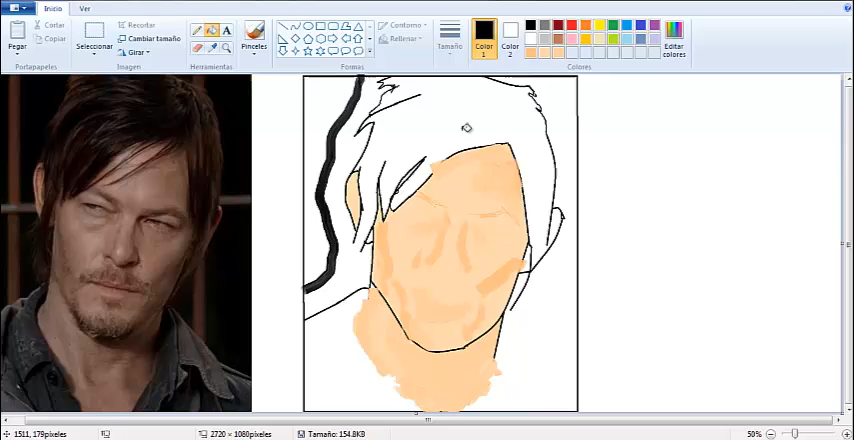 Inicio
Ver
Pegar
Cortar
Copiar
Portapapeles
Seleccionar
Recortar
Cambiar tamaño
Girar
Imagen
A
Herramientas
Pinceles
Contorno
Rellenar
Formas
Tamaño
Color
1
Color
2
Editar
colores
Colores
1511, 179píxeles
2720 × 1080píxeles
Tamaño: 154.8KB
50%